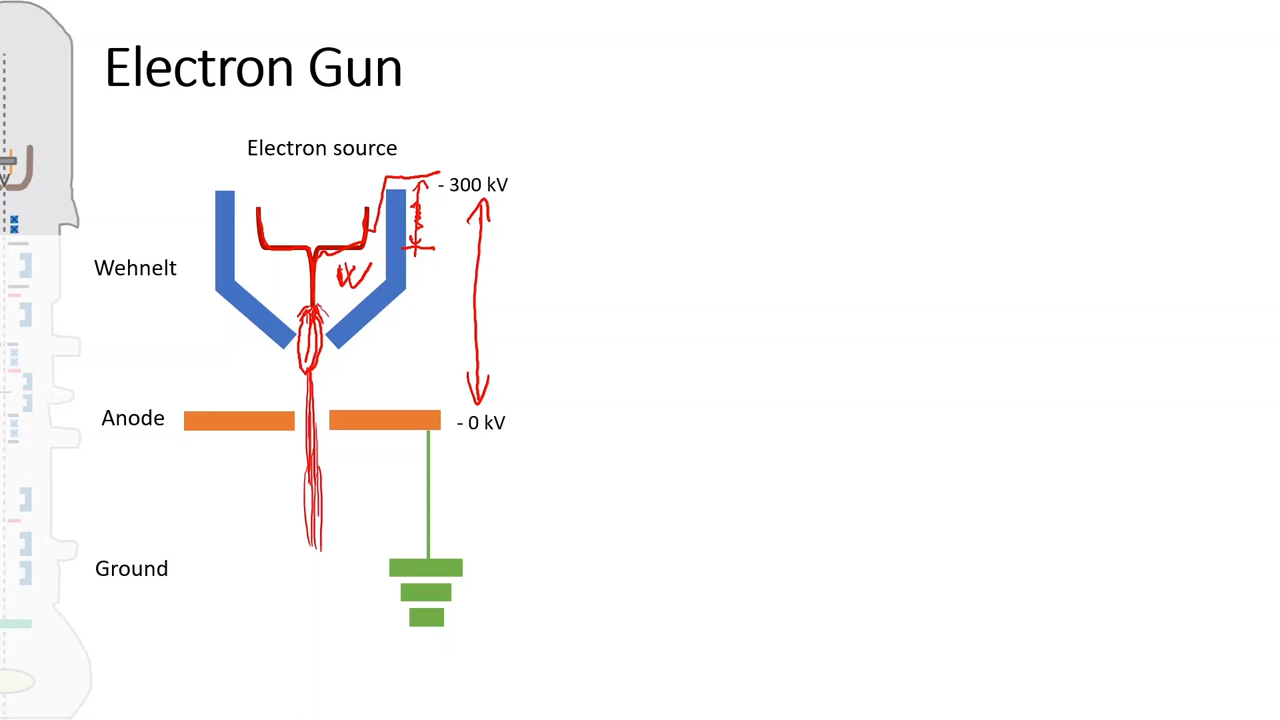 Electron Gun
Electron source
- 300 kV
Wehnelt
Anode
- 0 kV
Ground